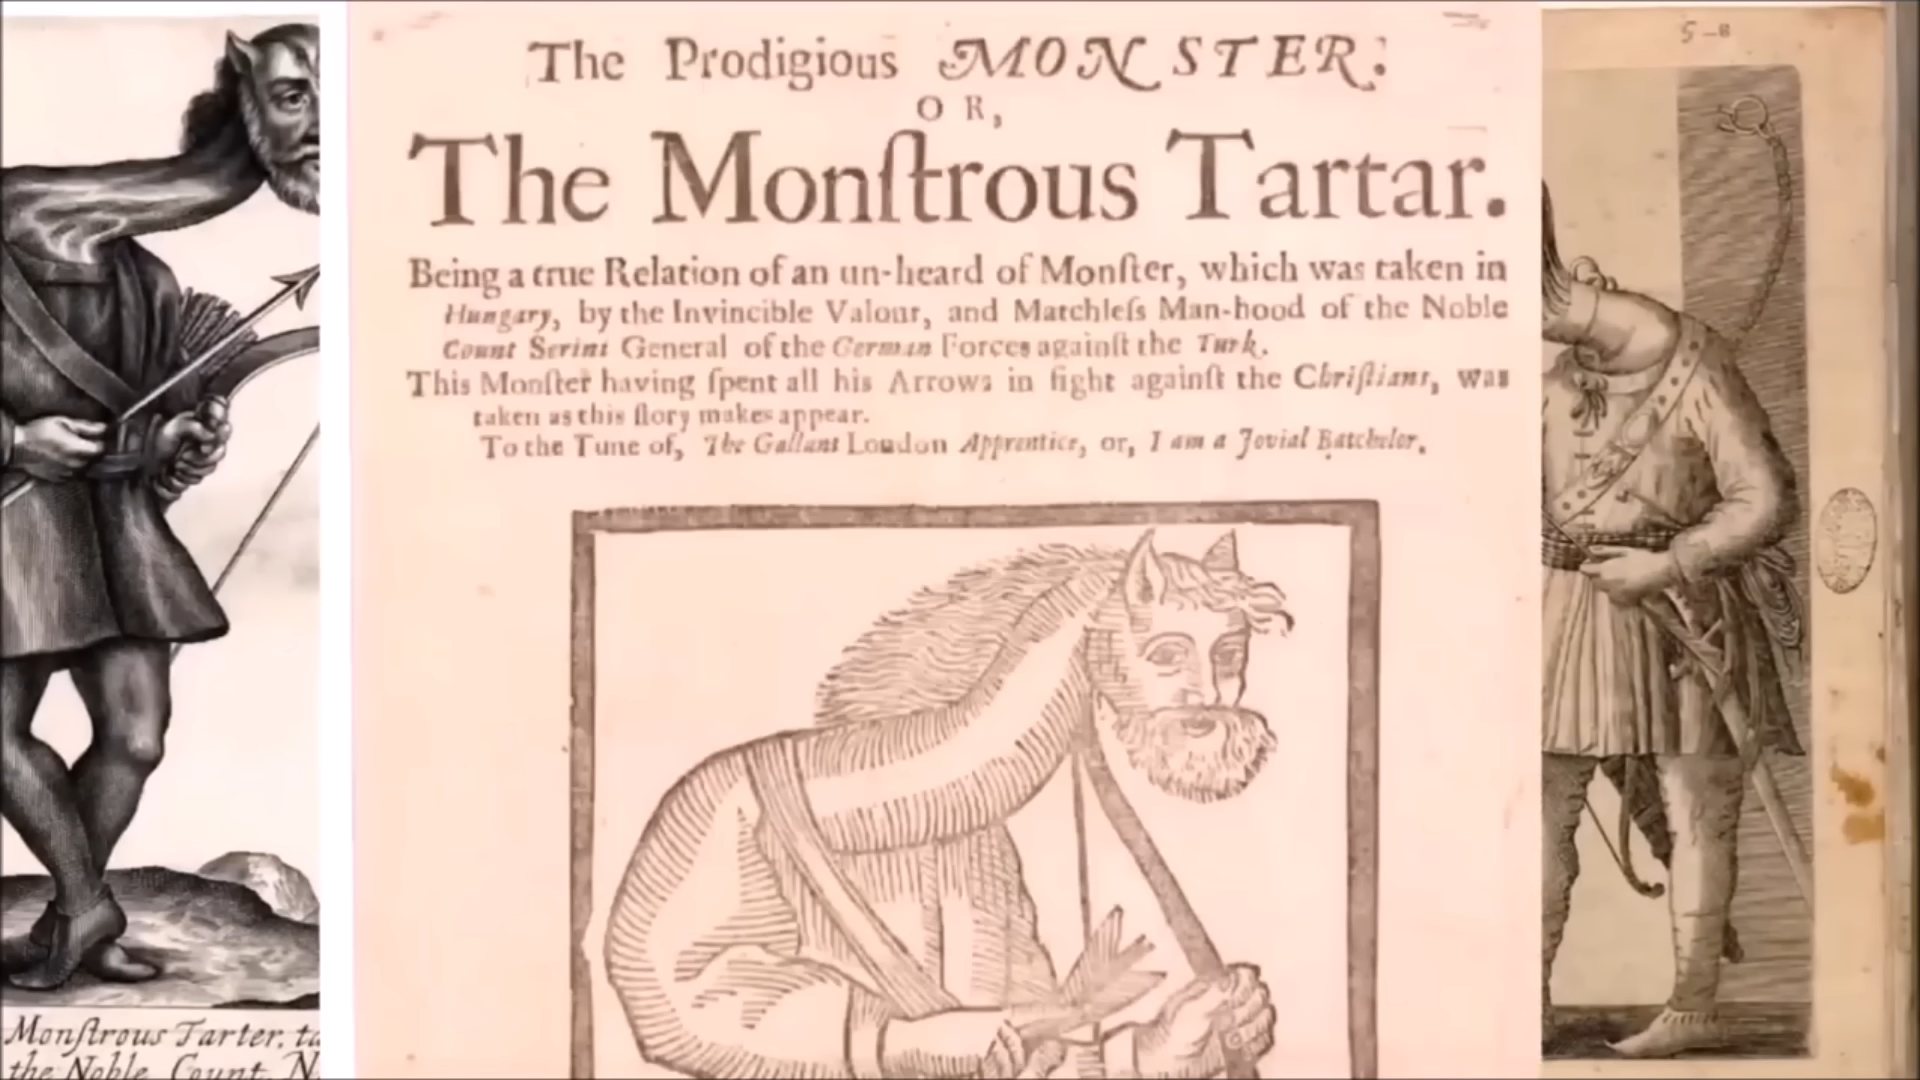 The Prodigious MONSTER:
OR,
The Monſtrous Tartar.
Being a true Relation of an un-heard of Monſter, which was taken in
Hungary, by the Invincible Valour, and Matchleſs Man-hood of the Noble
Count Serini General of the German Forces againſt the Turk.
This Monſter having ſpent all his Arrows in fight againſt the Chriſtians, was
taken as this ſtory makes appear.
To the Tune of, The Gallant London Apprentice, or, I am a Jovial Batchelor.
Monſtrous Tarter, ta
the Noble Count N
5-8